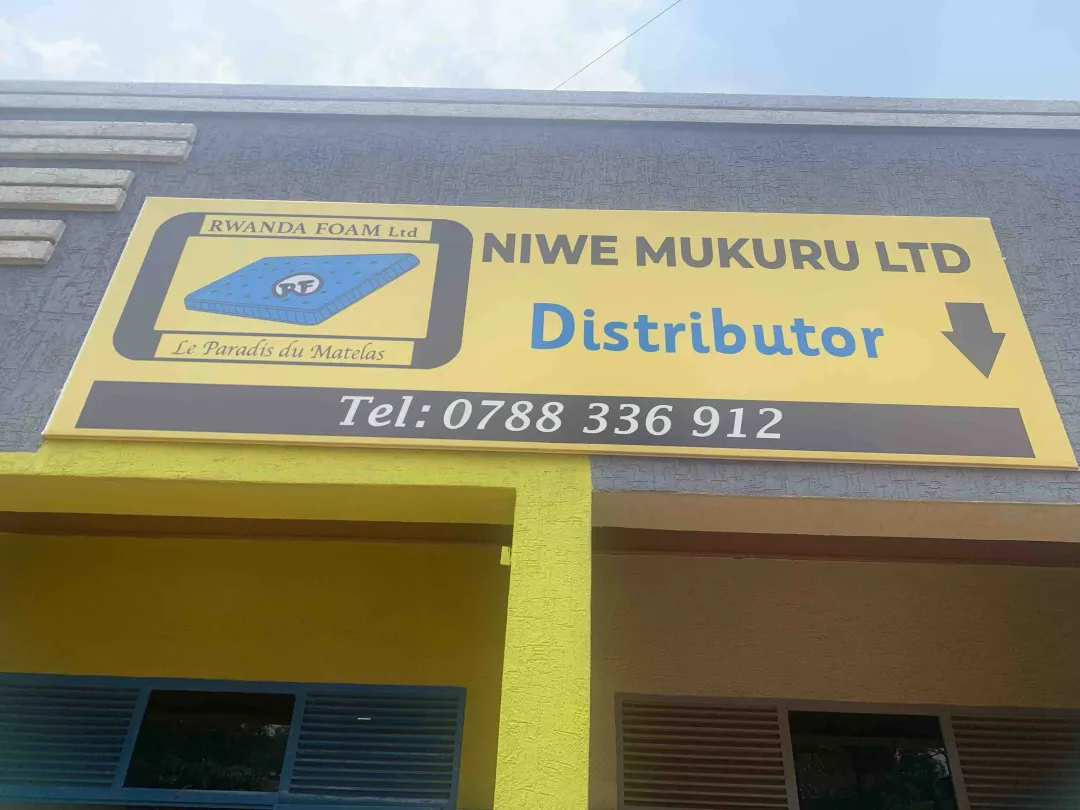 RWANDA FOAM Ltd
RF
Le Paradis du Matelas
NIWE MUKURU LTD
Distributor
Tel: 0788 336 912